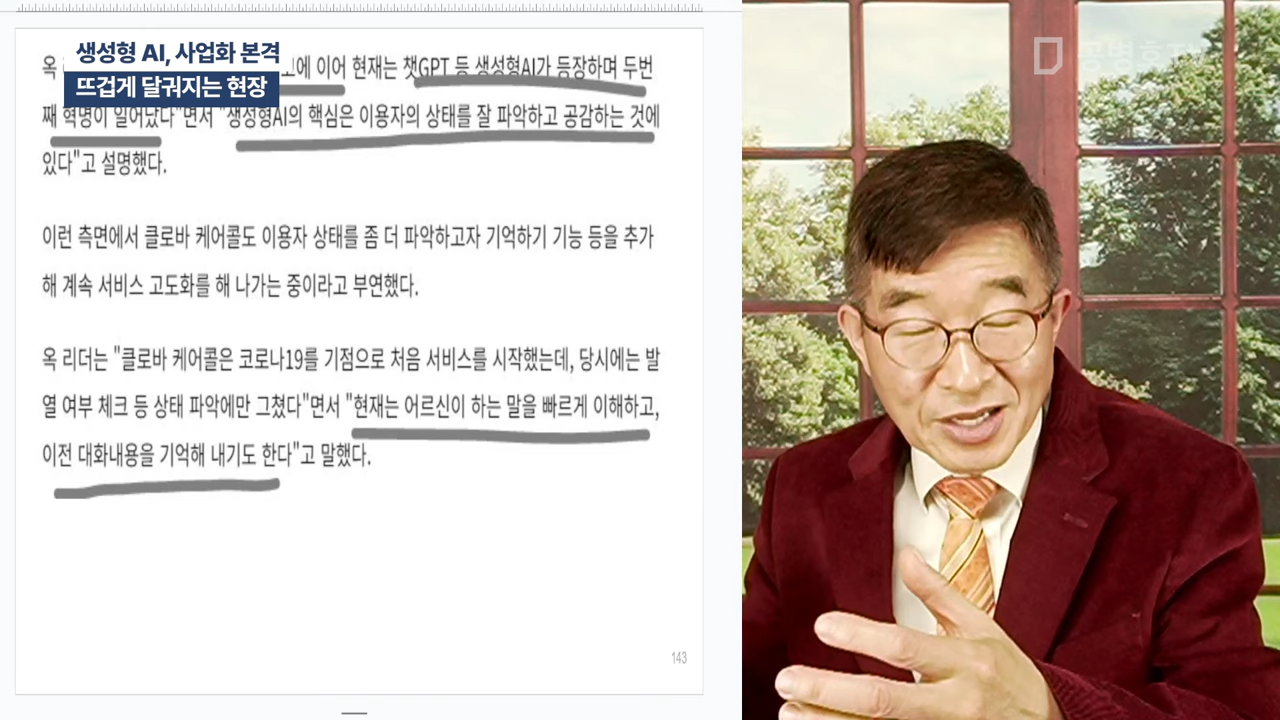 생성형 AI, 사업화 본격
뜨겁게 달궈지는 현장
옥 고에 이어 현재는 챗GPT 등 생성형AI가 등장하며 두번
째 혁명이 일어났다"면서 "생성형AI의 핵심은 이용자의 상태를 잘 파악하고 공감하는 것에
있다"고 설명했다.
이런 측면에서 클로바 케어콜도 이용자 상태를 좀 더 파악하고자 기억하기 기능 등을 추가
해 계속 서비스 고도화를 해 나가는 중이라고 부연했다.
옥 리더는 "클로바 케어콜은 코로나19를 기점으로 처음 서비스를 시작했는데, 당시에는 발
열 여부 체크 등 상태 파악에만 그쳤다"면서 "현재는 어르신이 하는 말을 빠르게 이해하고,
이전 대화내용을 기억해 내기도 한다"고 말했다.
143
공병호TV